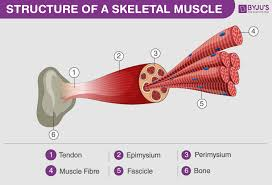 STRUCTURE OF A SKELETAL MUSCLE
BYJU'S
The Learning App
4
1
2
3
5
6
1 Tendon
2 Epimysium
3 Perimysium
4 Muscle Fibre
5 Fascicle
6 Bone